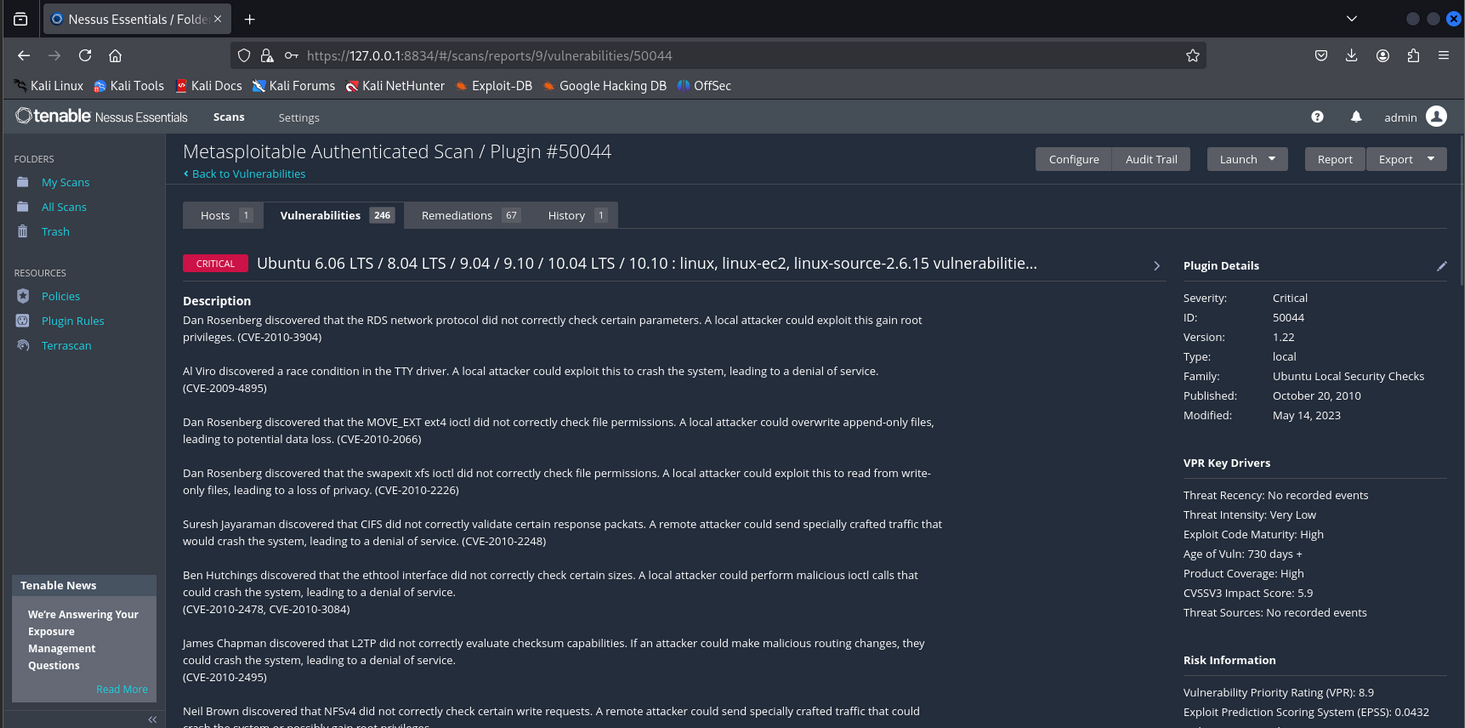 Nessus Essentials / Folde
https://127.0.0.1:8834/#/scans/reports/9/vulnerabilities/50044
Kali Linux Kali Tools Kali Docs Kali Forums Kali NetHunter Exploit-DB Google Hacking DB OffSec
tenable Nessus Essentials Scans Settings admin
FOLDERS
My Scans
All Scans
Trash
RESOURCES
Policies
Plugin Rules
Terrascan
Tenable News
We're Answering Your
Exposure
Management
Questions
Read More
Metasploitable Authenticated Scan / Plugin #50044
Back to Vulnerabilities
Configure Audit Trail Launch Report Export
Hosts 1 Vulnerabilities 246 Remediations 67 History 1
CRITICAL Ubuntu 6.06 LTS / 8.04 LTS / 9.04 / 9.10 / 10.04 LTS / 10.10 : linux, linux-ec2, linux-source-2.6.15 vulnerabilitie...
Description
Dan Rosenberg discovered that the RDS network protocol did not correctly check certain parameters. A local attacker could exploit this gain root
privileges. (CVE-2010-3904)
Al Viro discovered a race condition in the TTY driver. A local attacker could exploit this to crash the system, leading to a denial of service.
(CVE-2009-4895)
Dan Rosenberg discovered that the MOVE_EXT ext4 ioctl did not correctly check file permissions. A local attacker could overwrite append-only files,
leading to potential data loss. (CVE-2010-2066)
Dan Rosenberg discovered that the swapexit xfs ioctl did not correctly check file permissions. A local attacker could exploit this to read from write-
only files, leading to a loss of privacy. (CVE-2010-2226)
Suresh Jayaraman discovered that CIFS did not correctly validate certain response packats. A remote attacker could send specially crafted traffic that
would crash the system, leading to a denial of service. (CVE-2010-2248)
Ben Hutchings discovered that the ethtool interface did not correctly check certain sizes. A local attacker could perform malicious ioctl calls that
could crash the system, leading to a denial of service.
(CVE-2010-2478, CVE-2010-3084)
James Chapman discovered that L2TP did not correctly evaluate checksum capabilities. If an attacker could make malicious routing changes, they
could crash the system, leading to a denial of service.
(CVE-2010-2495)
Neil Brown discovered that NFSv4 did not correctly check certain write requests. A remote attacker could send specially crafted traffic that could
crash the system or possibly gain root privileges.
Plugin Details
Severity: Critical
ID: 50044
Version: 1.22
Type: local
Family: Ubuntu Local Security Checks
Published: October 20, 2010
Modified: May 14, 2023
VPR Key Drivers
Threat Recency: No recorded events
Threat Intensity: Very Low
Exploit Code Maturity: High
Age of Vuln: 730 days +
Product Coverage: High
CVSSV3 Impact Score: 5.9
Threat Sources: No recorded events
Risk Information
Vulnerability Priority Rating (VPR): 8.9
Exploit Prediction Scoring System (EPSS): 0.0432